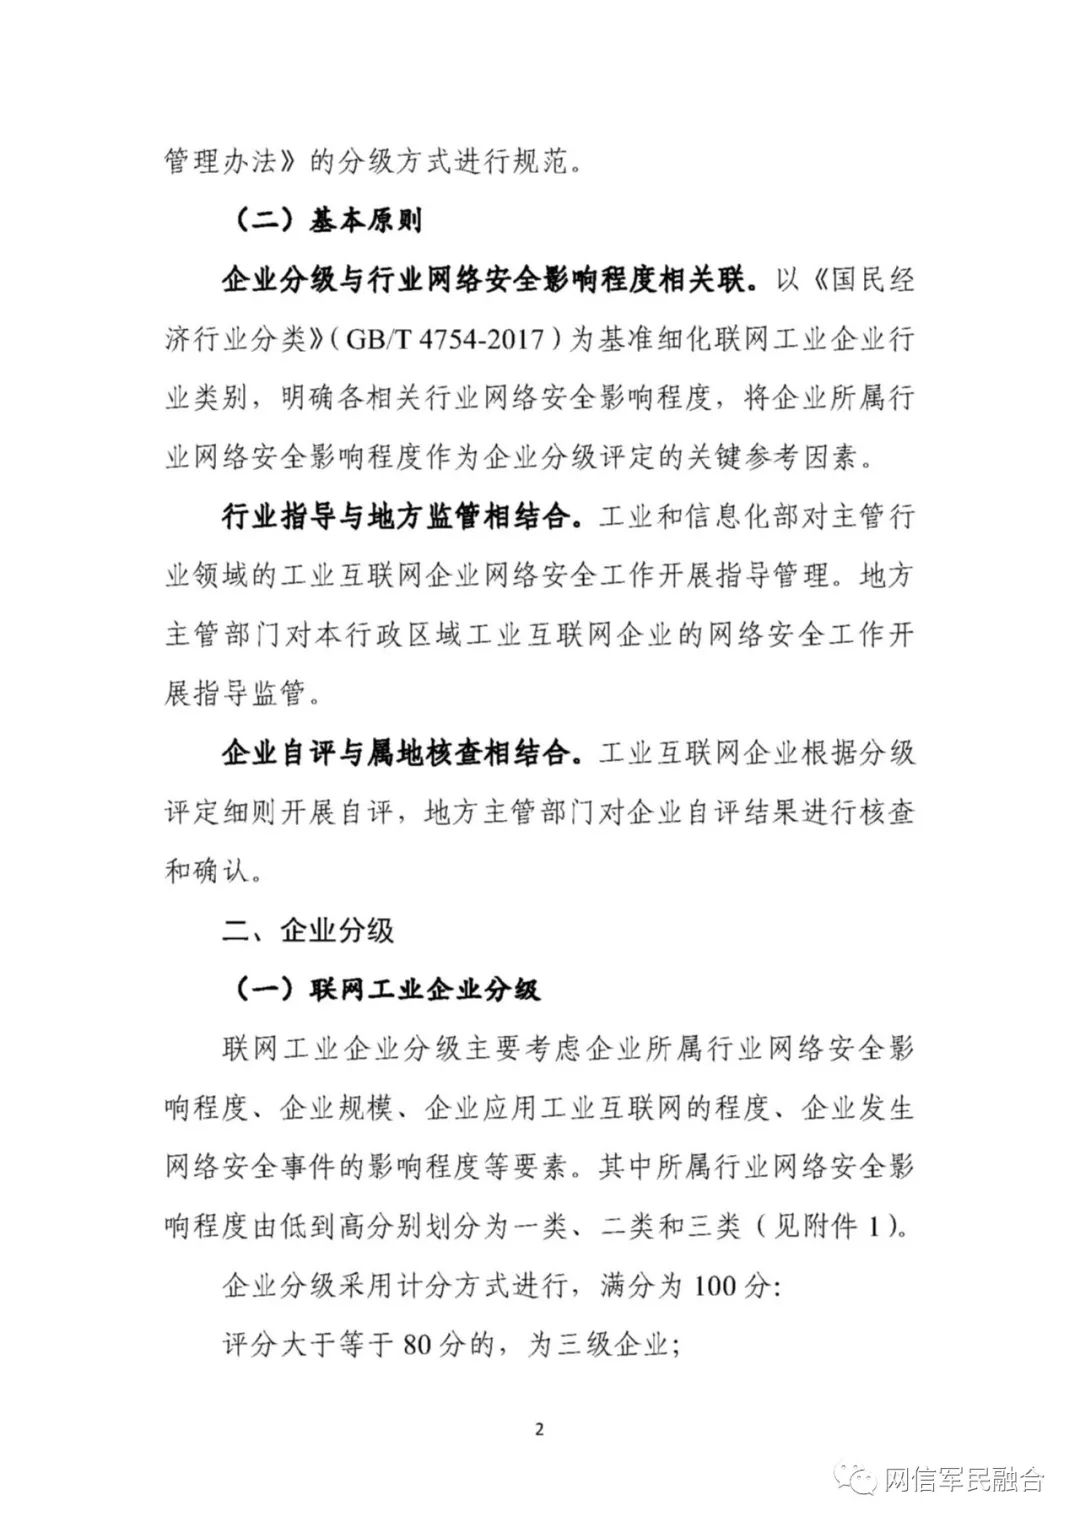 管理办法》的分级方式进行规范。
（二）基本原则
企业分级与行业网络安全影响程度相关联。以《国民经
济行业分类》（GB/T 4754-2017）为基准细化联网工业企业行
业类别，明确各相关行业网络安全影响程度，将企业所属行
业网络安全影响程度作为企业分级评定的关键参考因素。
行业指导与地方监管相结合。工业和信息化部对主管行
业领域的工业互联网企业网络安全工作开展指导管理。地方
主管部门对本行政区域工业互联网企业的网络安全工作开
展指导监管。
企业自评与属地核查相结合。工业互联网企业根据分级
评定细则开展自评，地方主管部门对企业自评结果进行核查
和确认。
二、企业分级
（一）联网工业企业分级
联网工业企业分级主要考虑企业所属行业网络安全影
响程度、企业规模、企业应用工业互联网的程度、企业发生
网络安全事件的影响程度等要素。其中所属行业网络安全影
响程度由低到高分别划分为一类、二类和三类（见附件 1）。
企业分级采用计分方式进行，满分为 100 分：
评分大于等于 80 分的，为三级企业；
2
网信军民融合